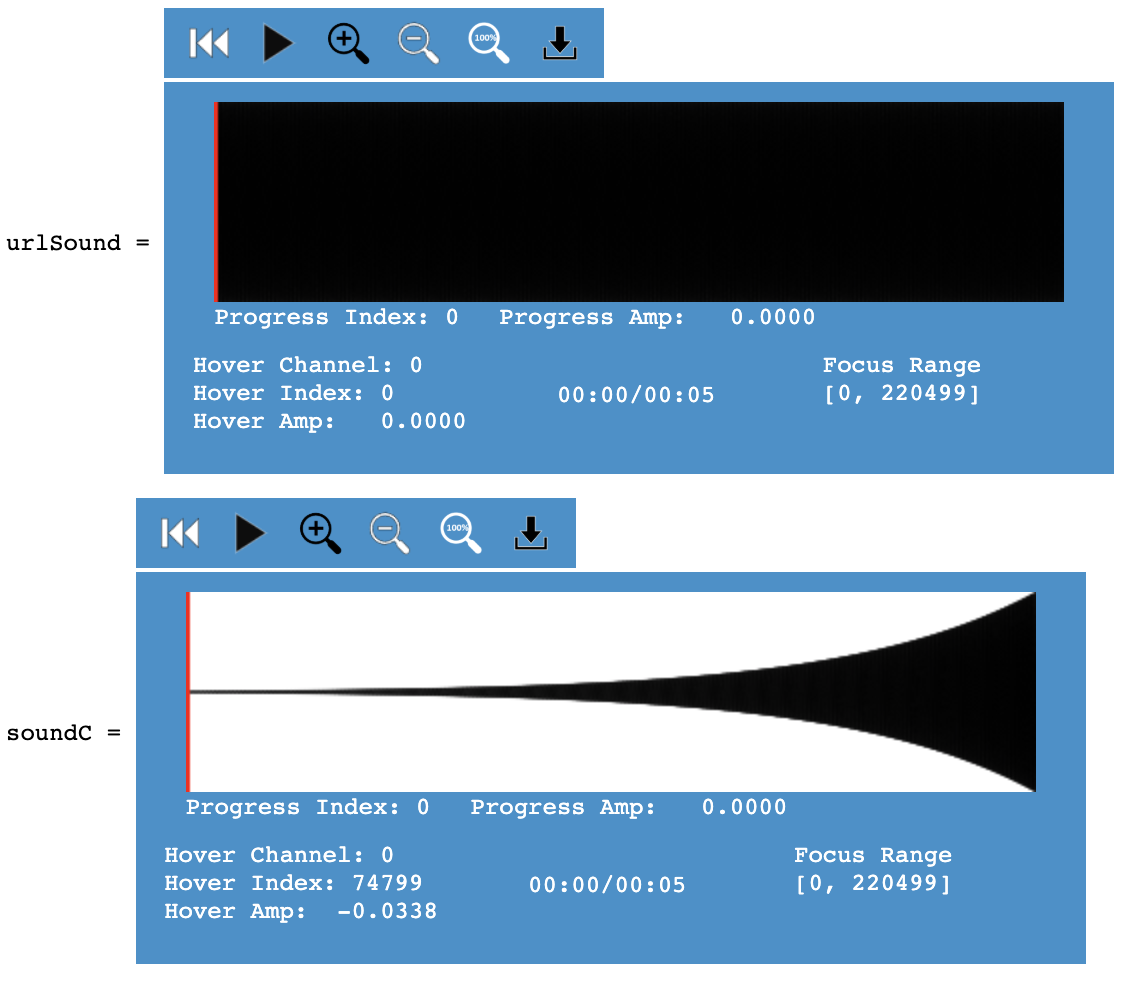 100%
urlSound =
Progress Index: 0 Progress Amp: 0.0000
Hover Channel: 0
Focus Range
Hover Index: 0
00:00/00:05
[0, 220499]
Hover Amp: 0.0000
100%
soundC =
Progress Index: 0 Progress Amp: 0.0000
Hover Channel: 0
Focus Range
Hover Index: 74799
00:00/00:05
[0, 220499]
Hover Amp: -0.0338